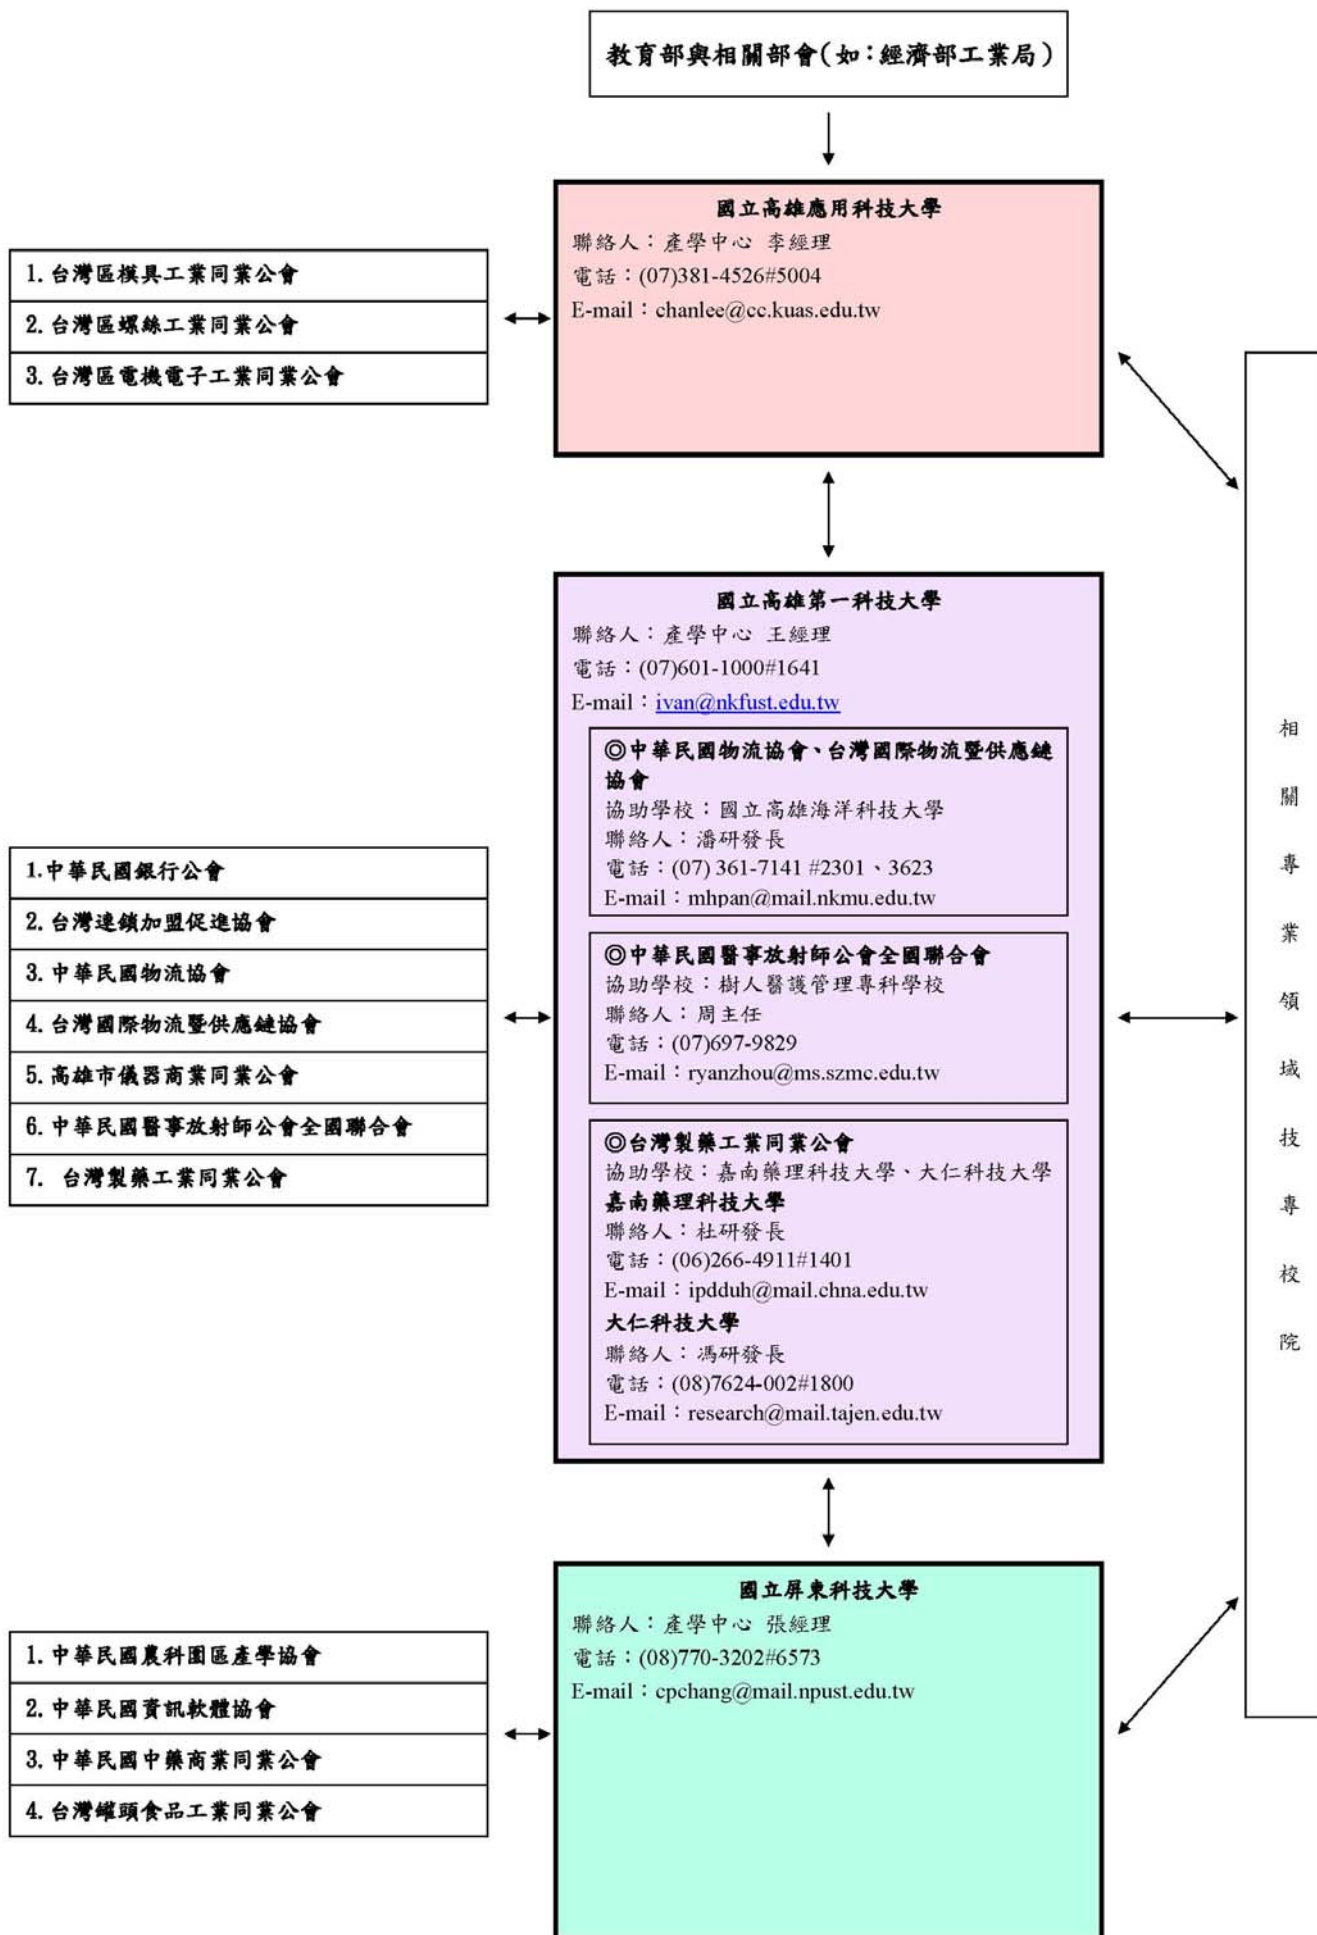 教育部與相關部會(如：經濟部工業局)
國立高雄應用科技大學
聯絡人：產學中心 李經理
電話：(07)381-4526#5004
E-mail：chanlee@cc.kuas.edu.tw
1.台灣區模具工業同業公會
2.台灣區螺絲工業同業公會
3.台灣區電機電子工業同業公會
國立高雄第一科技大學
聯絡人：產學中心 王經理
電話：(07)601-1000#1641
E-mail：ivan@nkfust.edu.tw
◎中華民國物流協會、台灣國際物流暨供應鏈
協會
協助學校：國立高雄海洋科技大學
聯絡人：潘研發長
電話：(07) 361-7141 #2301、3623
E-mail：mhpan@mail.nkmu.edu.tw
◎中華民國醫事放射師公會全國聯合會
協助學校：樹人醫護管理專科學校
聯絡人：周主任
電話：(07)697-9829
E-mail：ryanzhou@ms.szmc.edu.tw
◎台灣製藥工業同業公會
協助學校：嘉南藥理科技大學、大仁科技大學
嘉南藥理科技大學
聯絡人：杜研發長
電話：(06)266-4911#1401
E-mail：ipdduh@mail.chna.edu.tw
大仁科技大學
聯絡人：馮研發長
電話：(08)7624-002#1800
E-mail：research@mail.tajen.edu.tw
1.中華民國銀行公會
2.台灣連鎖加盟促進協會
3.中華民國物流協會
4.台灣國際物流暨供應鏈協會
5.高雄市儀器商業同業公會
6.中華民國醫事放射師公會全國聯合會
7. 台灣製藥工業同業公會
國立屏東科技大學
聯絡人：產學中心 張經理
電話：(08)770-3202#6573
E-mail：cpchang@mail.npust.edu.tw
1.中華民國農科園區產學協會
2.中華民國資訊軟體協會
3.中華民國中藥商業同業公會
4.台灣罐頭食品工業同業公會
相關專業領域技專校院